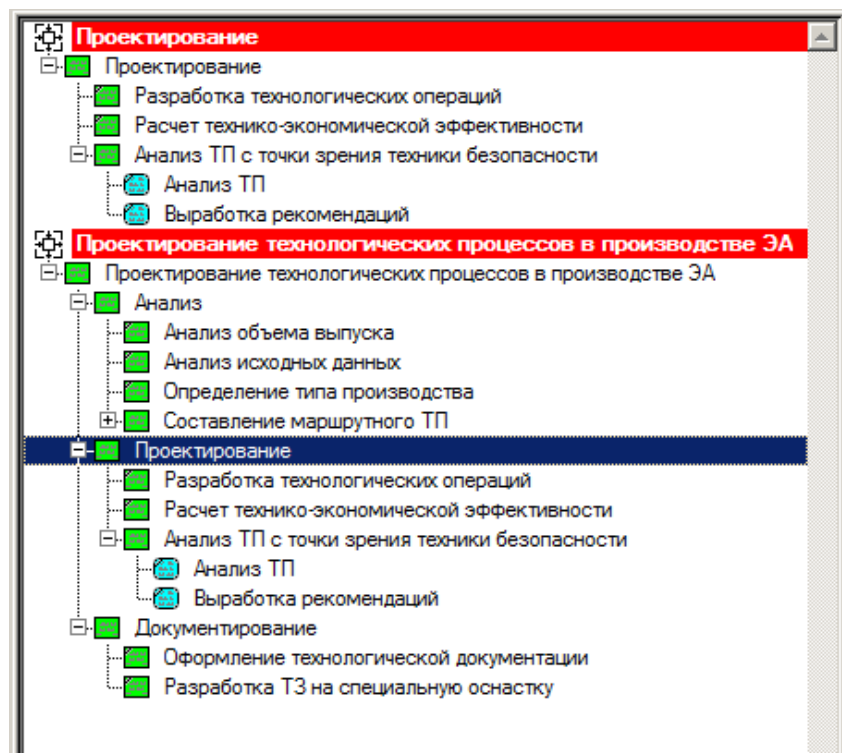 Проектирование
Проектирование
Разработка технологических операций
Расчет технико-экономической эффективности
Анализ ТП с точки зрения техники безопасности
Анализ ТП
Выработка рекомендаций
Проектирование технологических процессов в производстве ЭА
Проектирование технологических процессов в производстве ЭА
Анализ
Анализ объема выпуска
Анализ исходных данных
Определение типа производства
Составление маршрутного ТП
Проектирование
Разработка технологических операций
Расчет технико-экономической эффективности
Анализ ТП с точки зрения техники безопасности
Анализ ТП
Выработка рекомендаций
Документирование
Оформление технологической документации
Разработка ТЗ на специальную оснастку